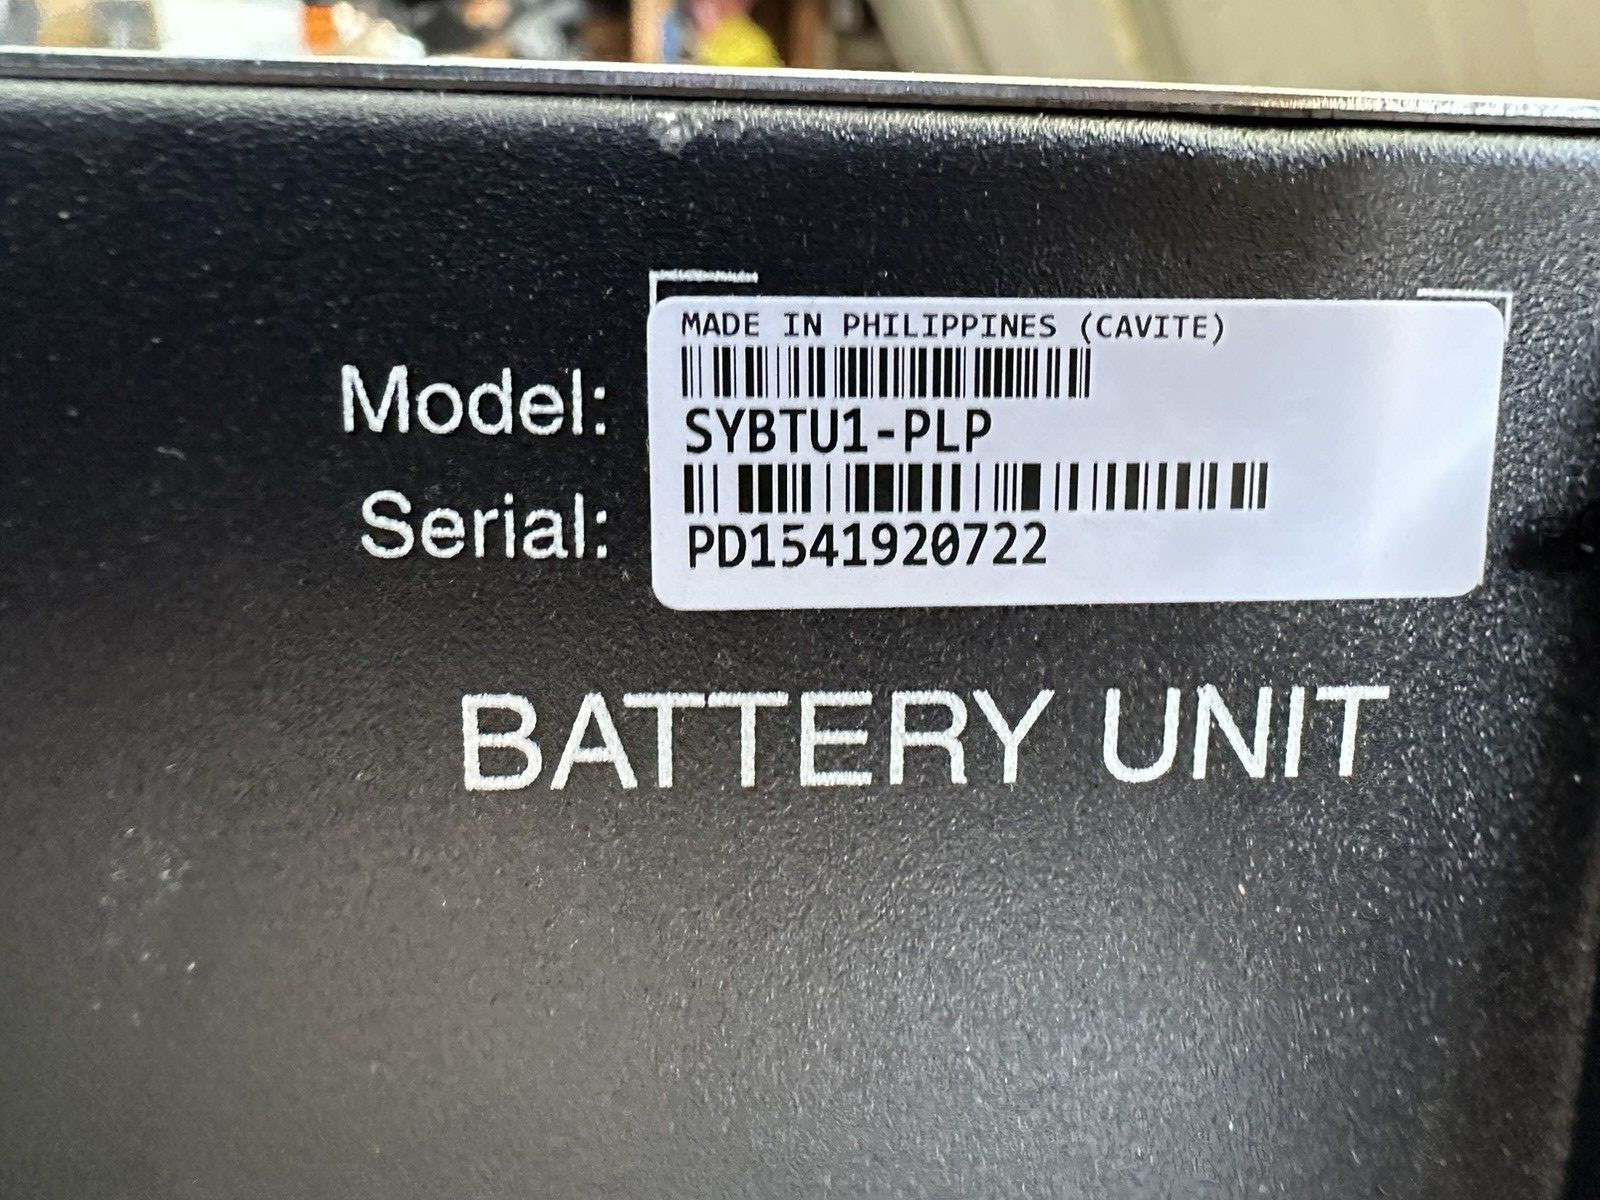 MADE IN PHILIPPINES (CAVITE)
Model: SYBTU1-PLP
Serial: PD1541920722
BATTERY UNIT